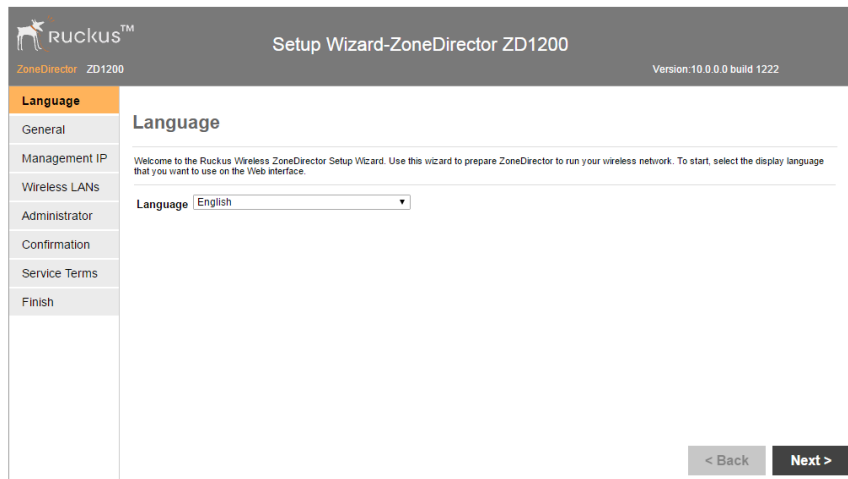 Ruckus™
Setup Wizard-ZoneDirector ZD1200
ZoneDirector ZD1200
Version:10.0.0.0 build 1222
Language
General
Management IP
Wireless LANs
Administrator
Confirmation
Service Terms
Finish
Language
Welcome to the Ruckus Wireless ZoneDirector Setup Wizard. Use this wizard to prepare ZoneDirector to run your wireless network. To start, select the display language
that you want to use on the Web interface.
Language English
< Back Next >